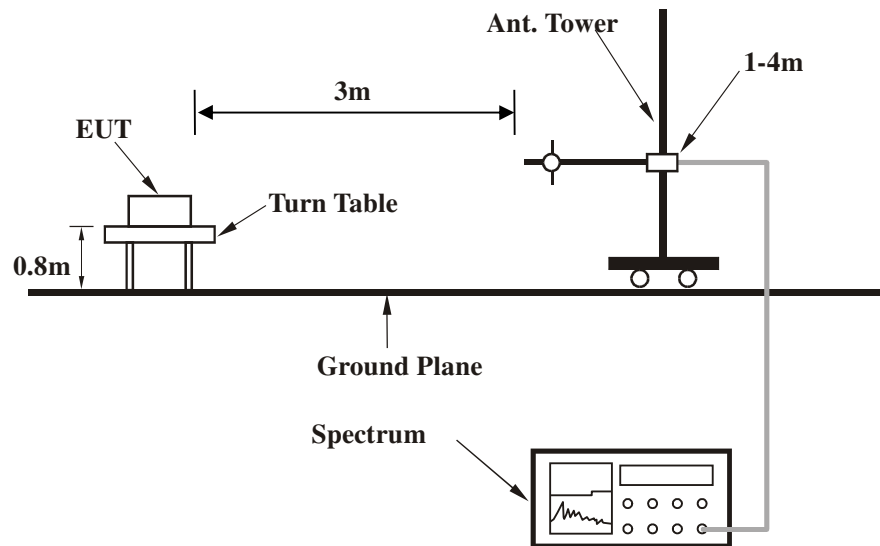 Ant. Tower
1-4m
3m
EUT
Turn Table
0.8m
Ground Plane
Spectrum